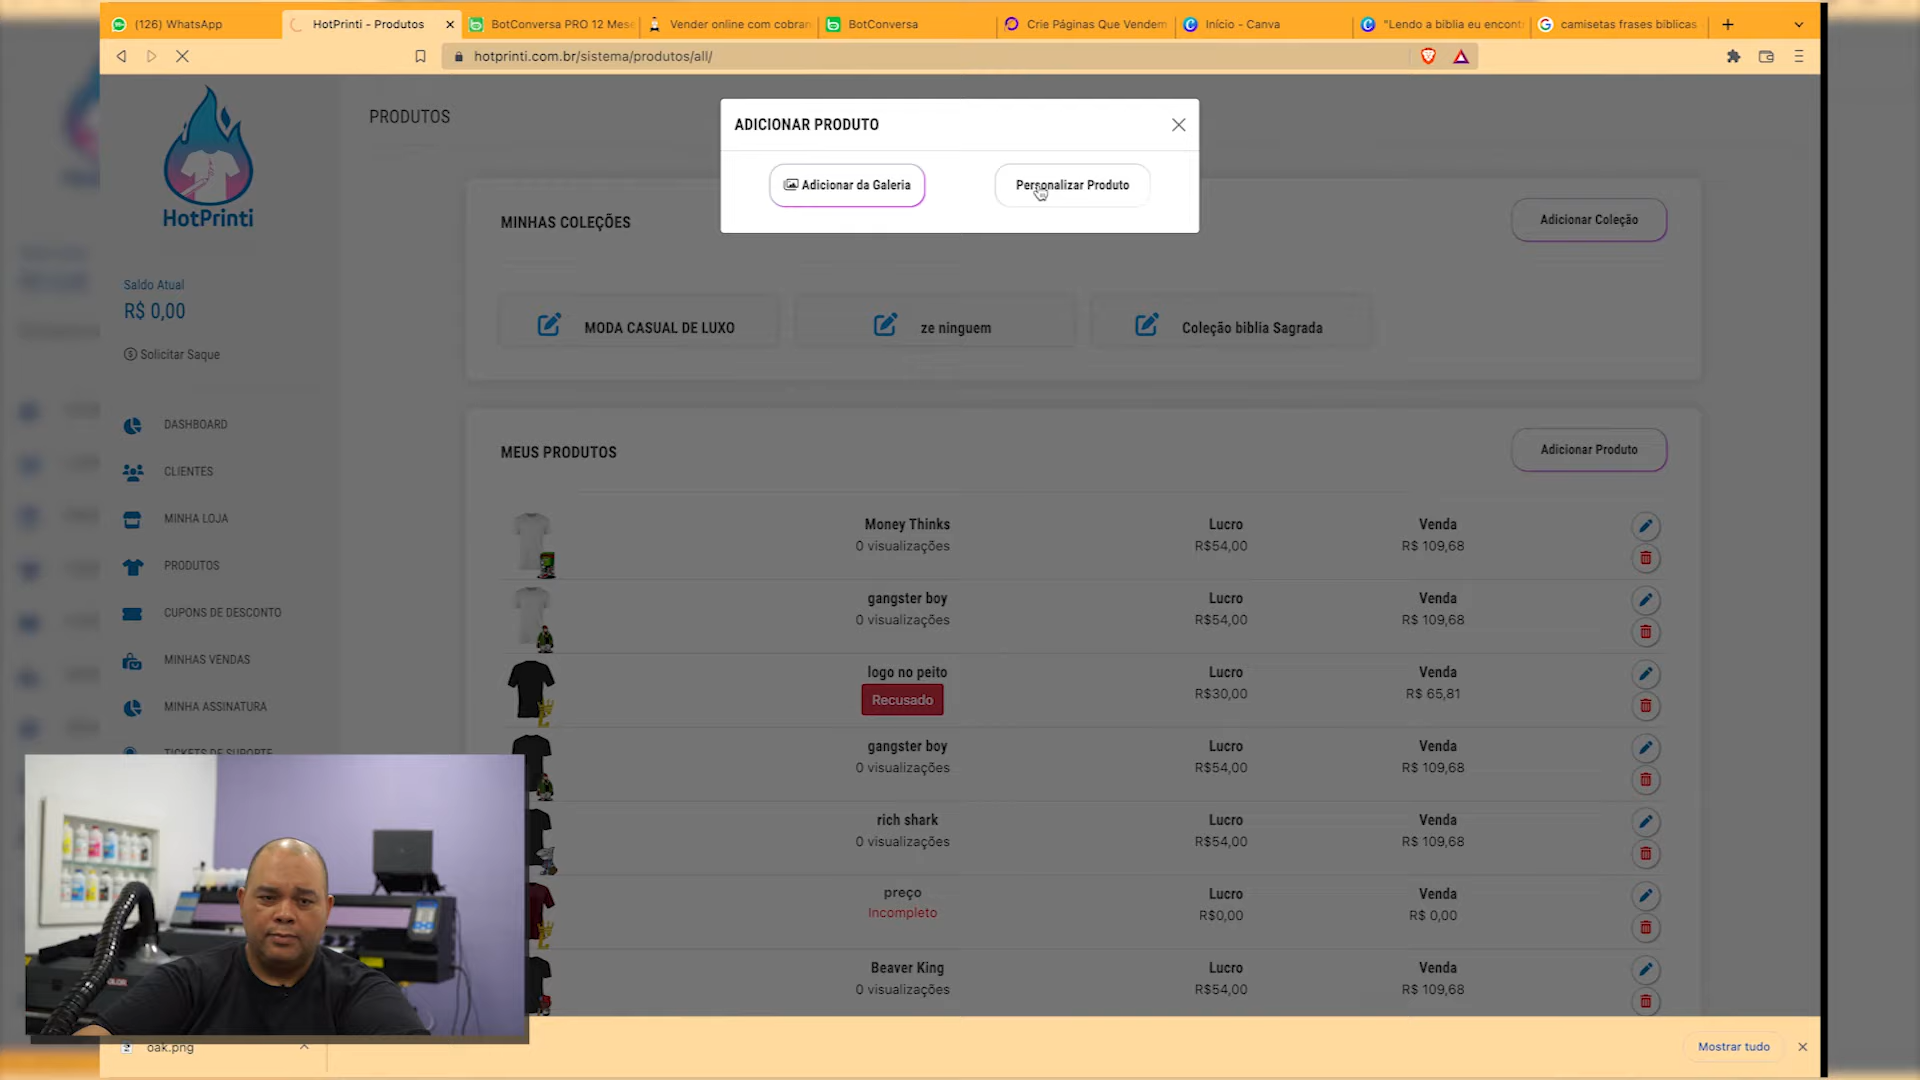 (126) WhatsApp
HotPrinti - Produtos
BotConversa PRO 12 Mese
Vender online com cobran
BotConversa
Crie Páginas Que Vendem
Início - Canva
"Lendo a bíblia eu encont
camisetas frases bíblicas
hotprinti.com.br/sistema/produtos/all/
HotPrinti
Saldo Atual
R$ 0,00
Solicitar Saque
DASHBOARD
CLIENTES
MINHA LOJA
PRODUTOS
CUPONS DE DESCONTO
MINHAS VENDAS
MINHA ASSINATURA
TICKETS DE SUPORTE
PRODUTOS
ADICIONAR PRODUTO
Adicionar da Galeria
Personalizar Produto
MINHAS COLEÇÕES
Adicionar Coleção
MODA CASUAL DE LUXO
ze ninguem
Coleção biblia Sagrada
MEUS PRODUTOS
Adicionar Produto
Money Thinks Lucro Venda
0 visualizações R$54,00 R$ 109,68
gangster boy Lucro Venda
0 visualizações R$54,00 R$ 109,68
logo no peito Lucro Venda
Recusado R$30,00 R$ 65,81
gangster boy Lucro Venda
0 visualizações R$54,00 R$ 109,68
rich shark Lucro Venda
0 visualizações R$54,00 R$ 109,68
preço Lucro Venda
Incompleto R$0,00 R$ 0,00
Beaver King Lucro Venda
0 visualizações R$54,00 R$ 109,68
oak.png
Mostrar tudo